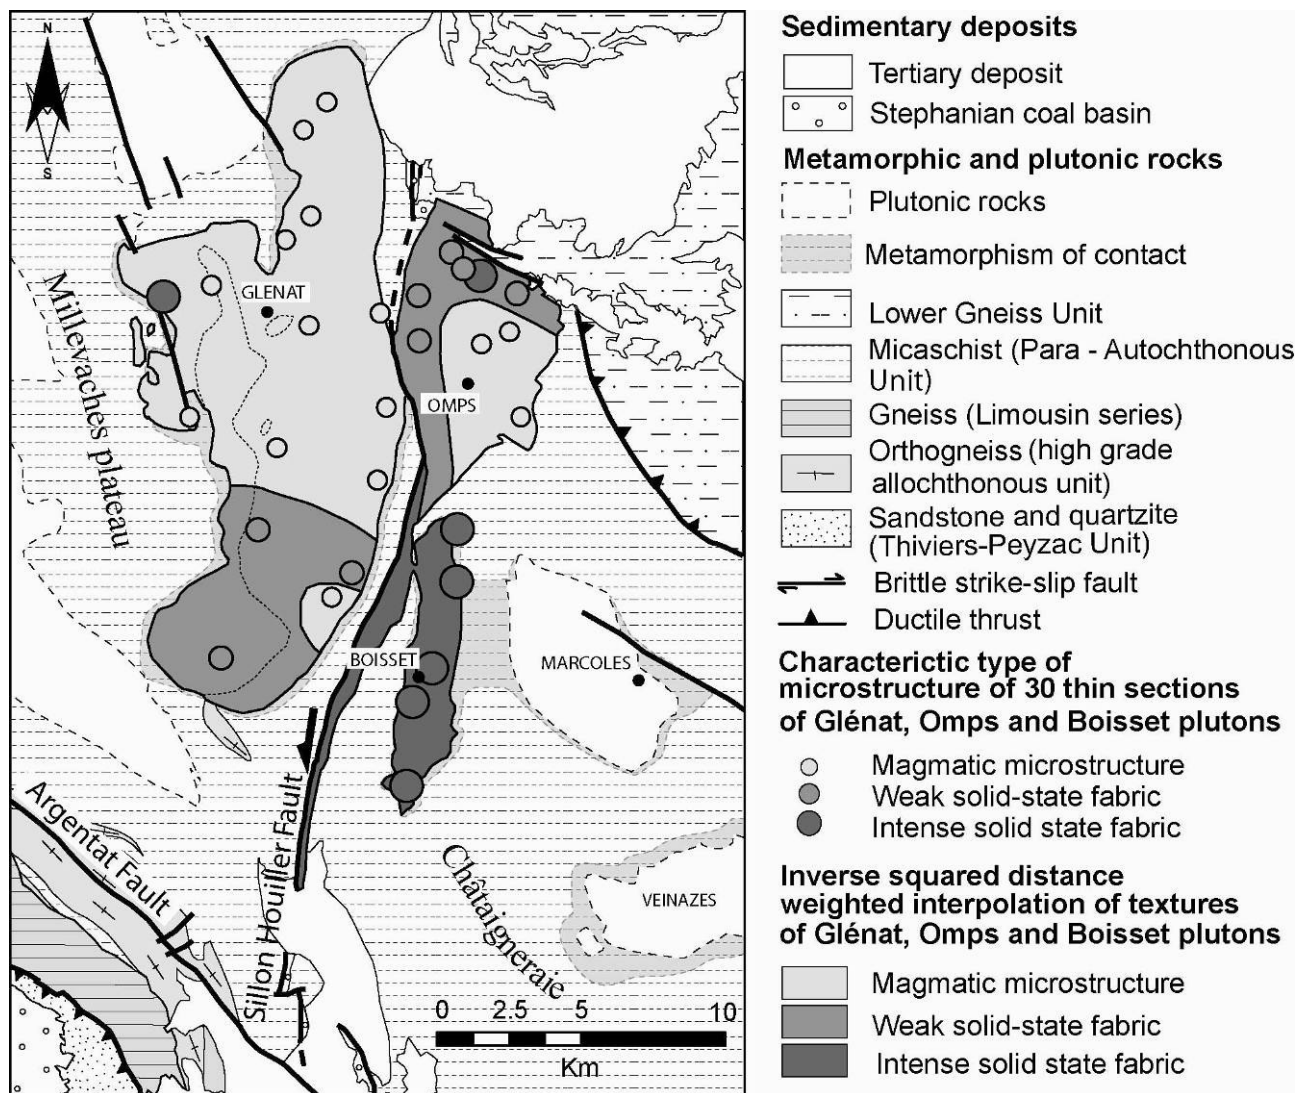 N
S
GLENAT
OMPS
BOISSET
MARCOLES
VEINAZES
Millevaches plateau
Argentat Fault
Sillon Houiller Fault
Châtaigneraie
0 2.5 5 10
Km
Sedimentary deposits
Tertiary deposit
Stephanian coal basin
Metamorphic and plutonic rocks
Plutonic rocks
Metamorphism of contact
Lower Gneiss Unit
Micaschist (Para - Autochthonous
Unit)
Gneiss (Limousin series)
Orthogneiss (high grade
allochthonous unit)
Sandstone and quartzite
(Thiviers-Peyzac Unit)
Brittle strike-slip fault
Ductile thrust
Characterictic type of
microstructure of 30 thin sections
of Glénat, Omps and Boisset plutons
Magmatic microstructure
Weak solid-state fabric
Intense solid state fabric
Inverse squared distance
weighted interpolation of textures
of Glénat, Omps and Boisset plutons
Magmatic microstructure
Weak solid-state fabric
Intense solid state fabric